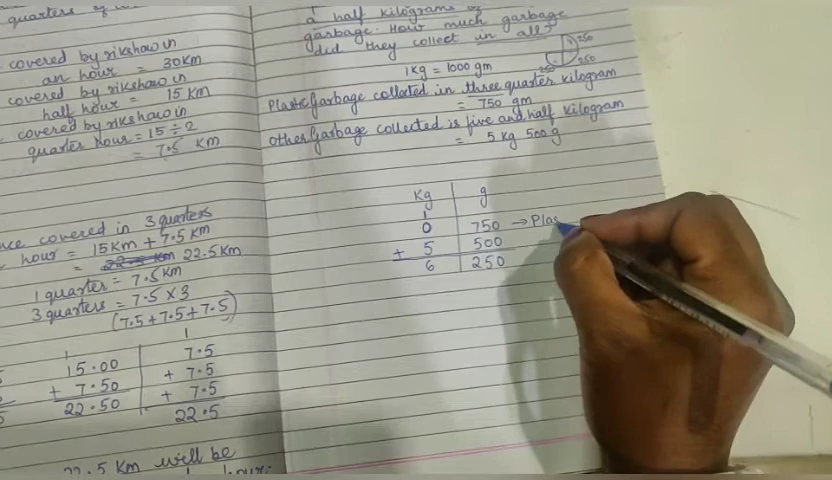 quarters
covered by rikshaw in
an hour = 30Km
covered by rikshaw in
half hour = 15 KM
covered by rikshaw in
quarter hour = 15 ÷ 2
= 7.5 KM
covered in 3 quarters
hour = 15Km + 7.5 KM
= 22.5 KM
1 quarter = 7.5Km
3 quarters = 7.5 × 3
(7.5 + 7.5 + 7.5)
1
15.00
+ 7.50
22.50
1
7.5
+ 7.5
+ 7.5
22.5
22.5 Km will be
a half kilograms
garbage. How much garbage
did they collect in all?
250
250
250
1Kg = 1000 gm
Plastic Garbage collected in three quarter kilogram
= 750 gm
Other Garbage collected is five and half kilogram
= 5 Kg 500 g
Kg g
1
0 750 → Plas
+ 5 500
6 250